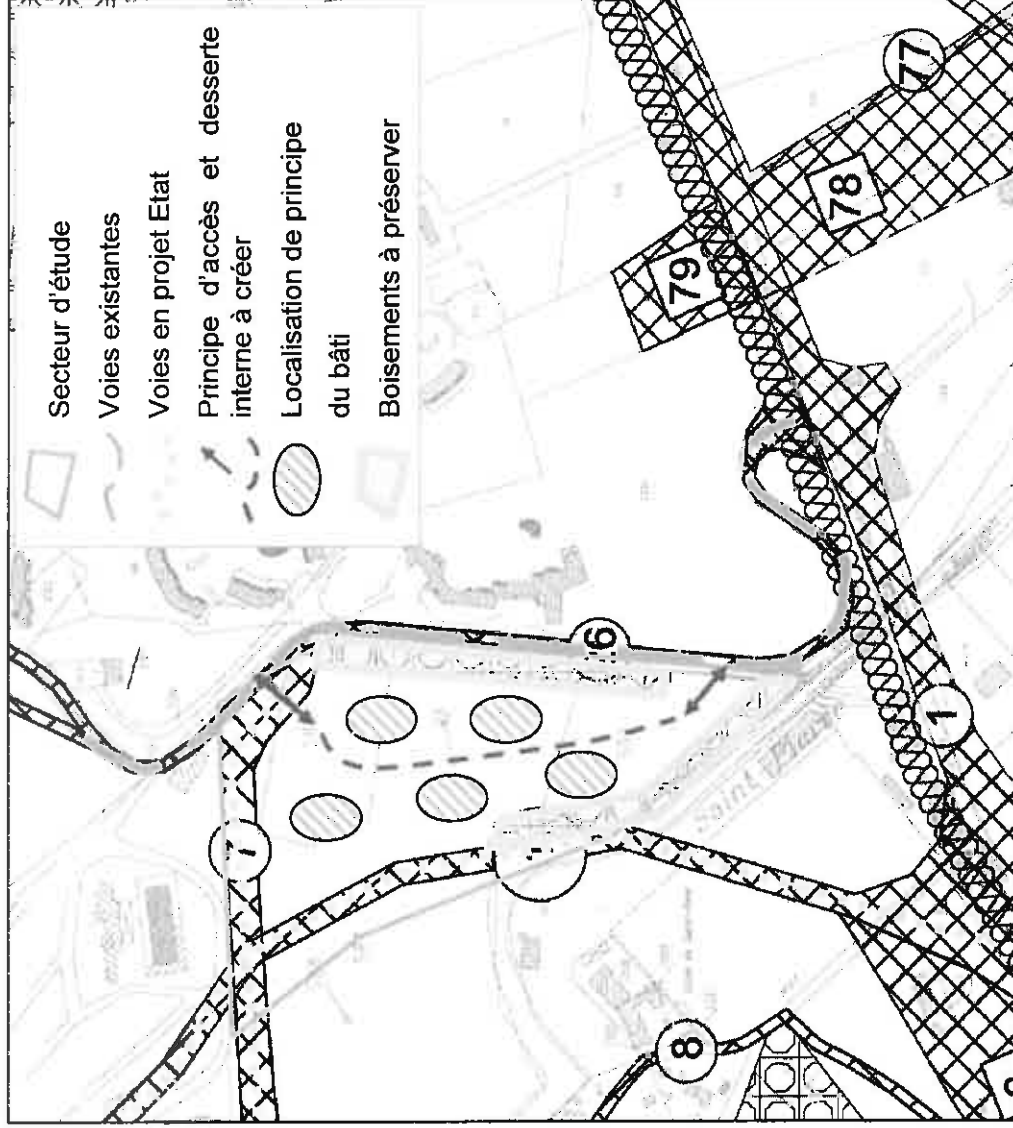 Secteur d'étude
Voies existantes
Voies en projet Etat
Principe d'accès et desserte
interne à créer
Localisation de principe
du bâti
Boisements à préserver
77
78
79
6
1
8
Saint